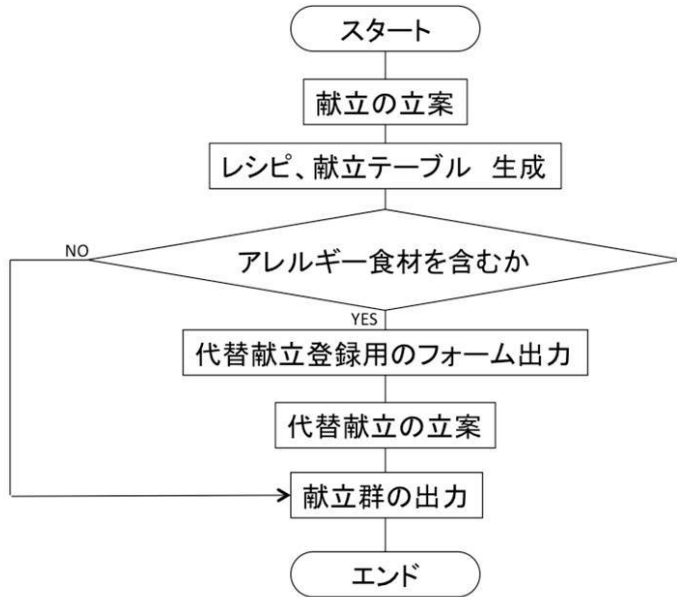 スタート
献立の立案
レシピ、献立テーブル　生成
アレルギー食材を含むか
NO
YES
代替献立登録用のフォーム出力
代替献立の立案
献立群の出力
エンド